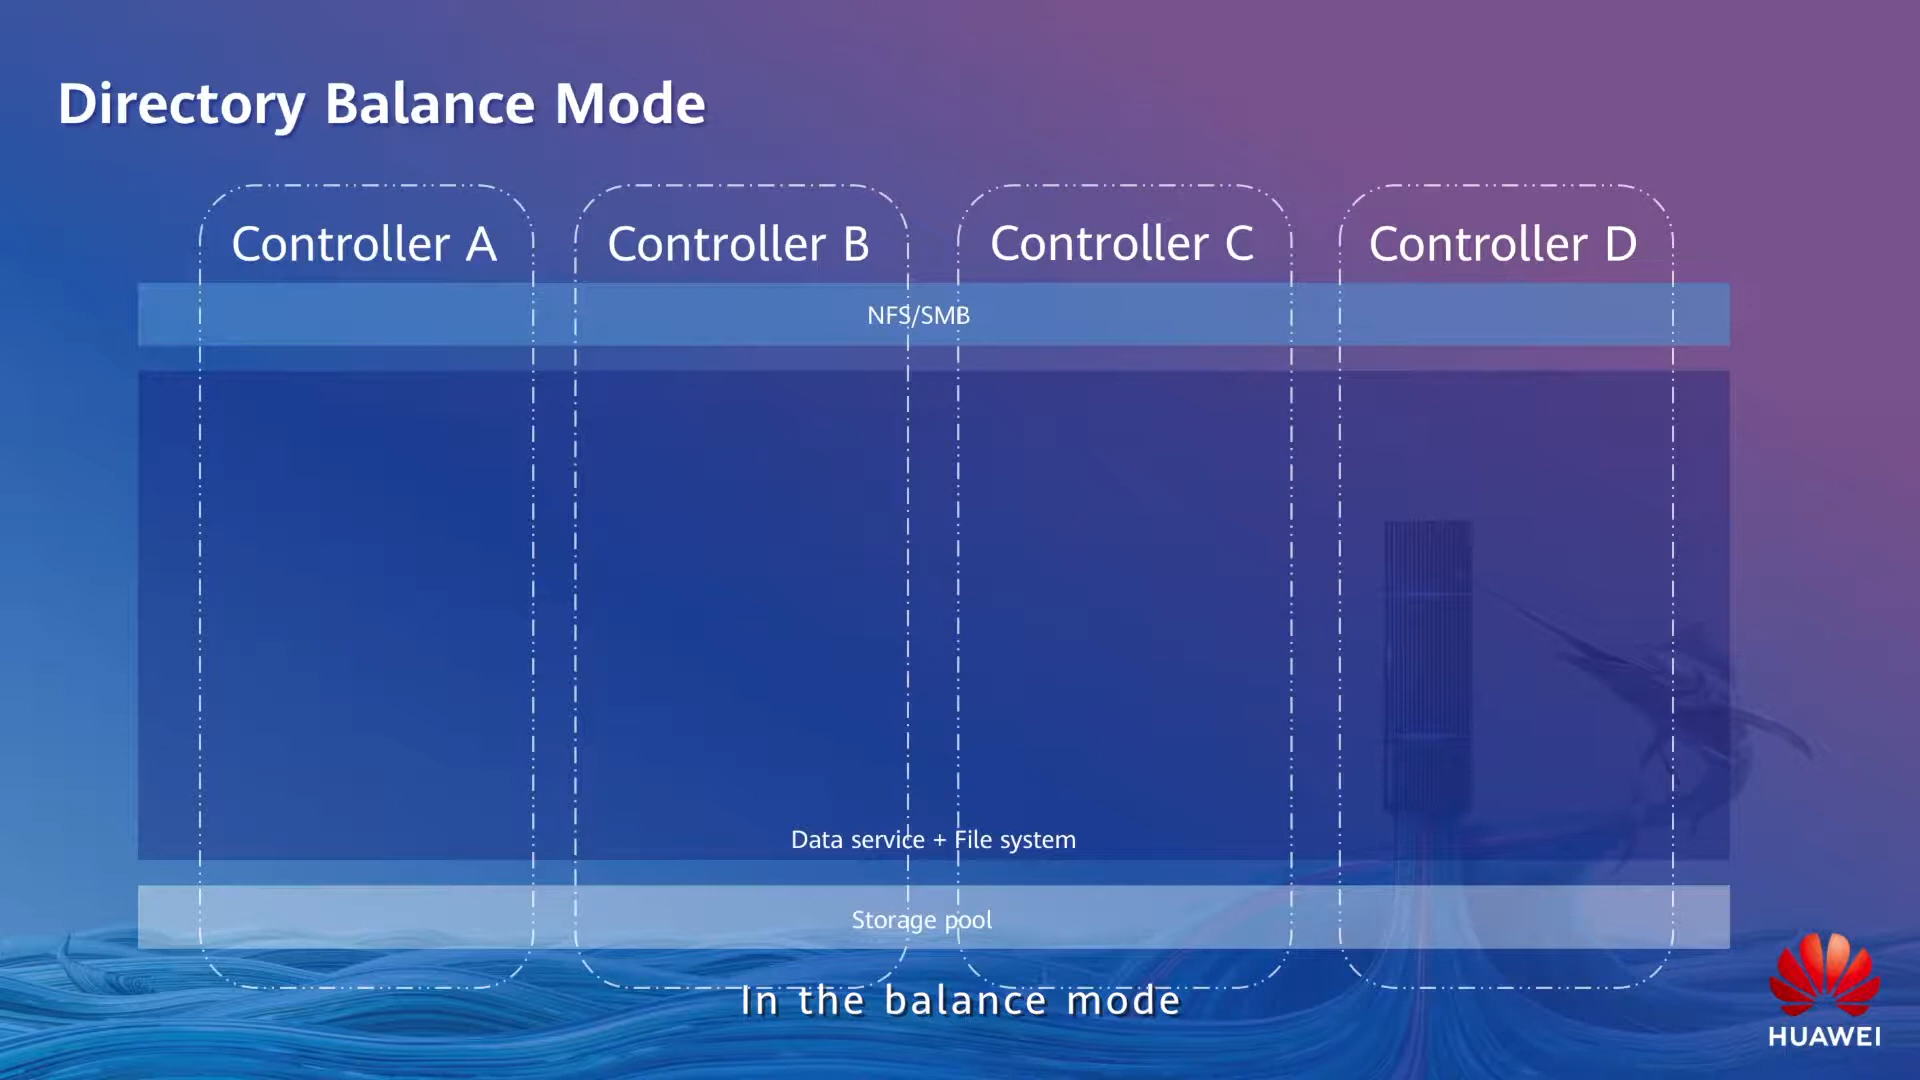 Directory Balance Mode
Controller A
Controller B
Controller C
Controller D
NFS/SMB
Data service + File system
Storage pool
In the balance mode
HUAWEI